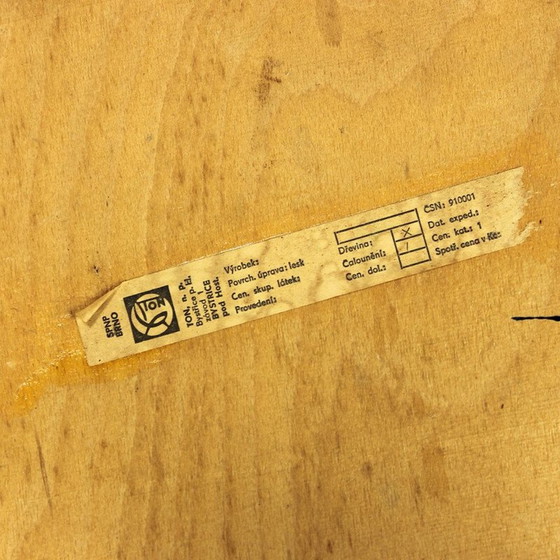 SPNP
BRNO
TON
TON, n. p.
Bystřice p. H.
závod 1
BYSTŘICE
pod Host.
Výrobek:
Povrch. úprava: lesk
Cen. skup. látek:
Provedení:
Dřevina: X
Čalounění: /
Cen. dol.:
ČSN: 910001
Dat. exped.:
Cen. kat.: 1
Spotř. cena v Kčs: